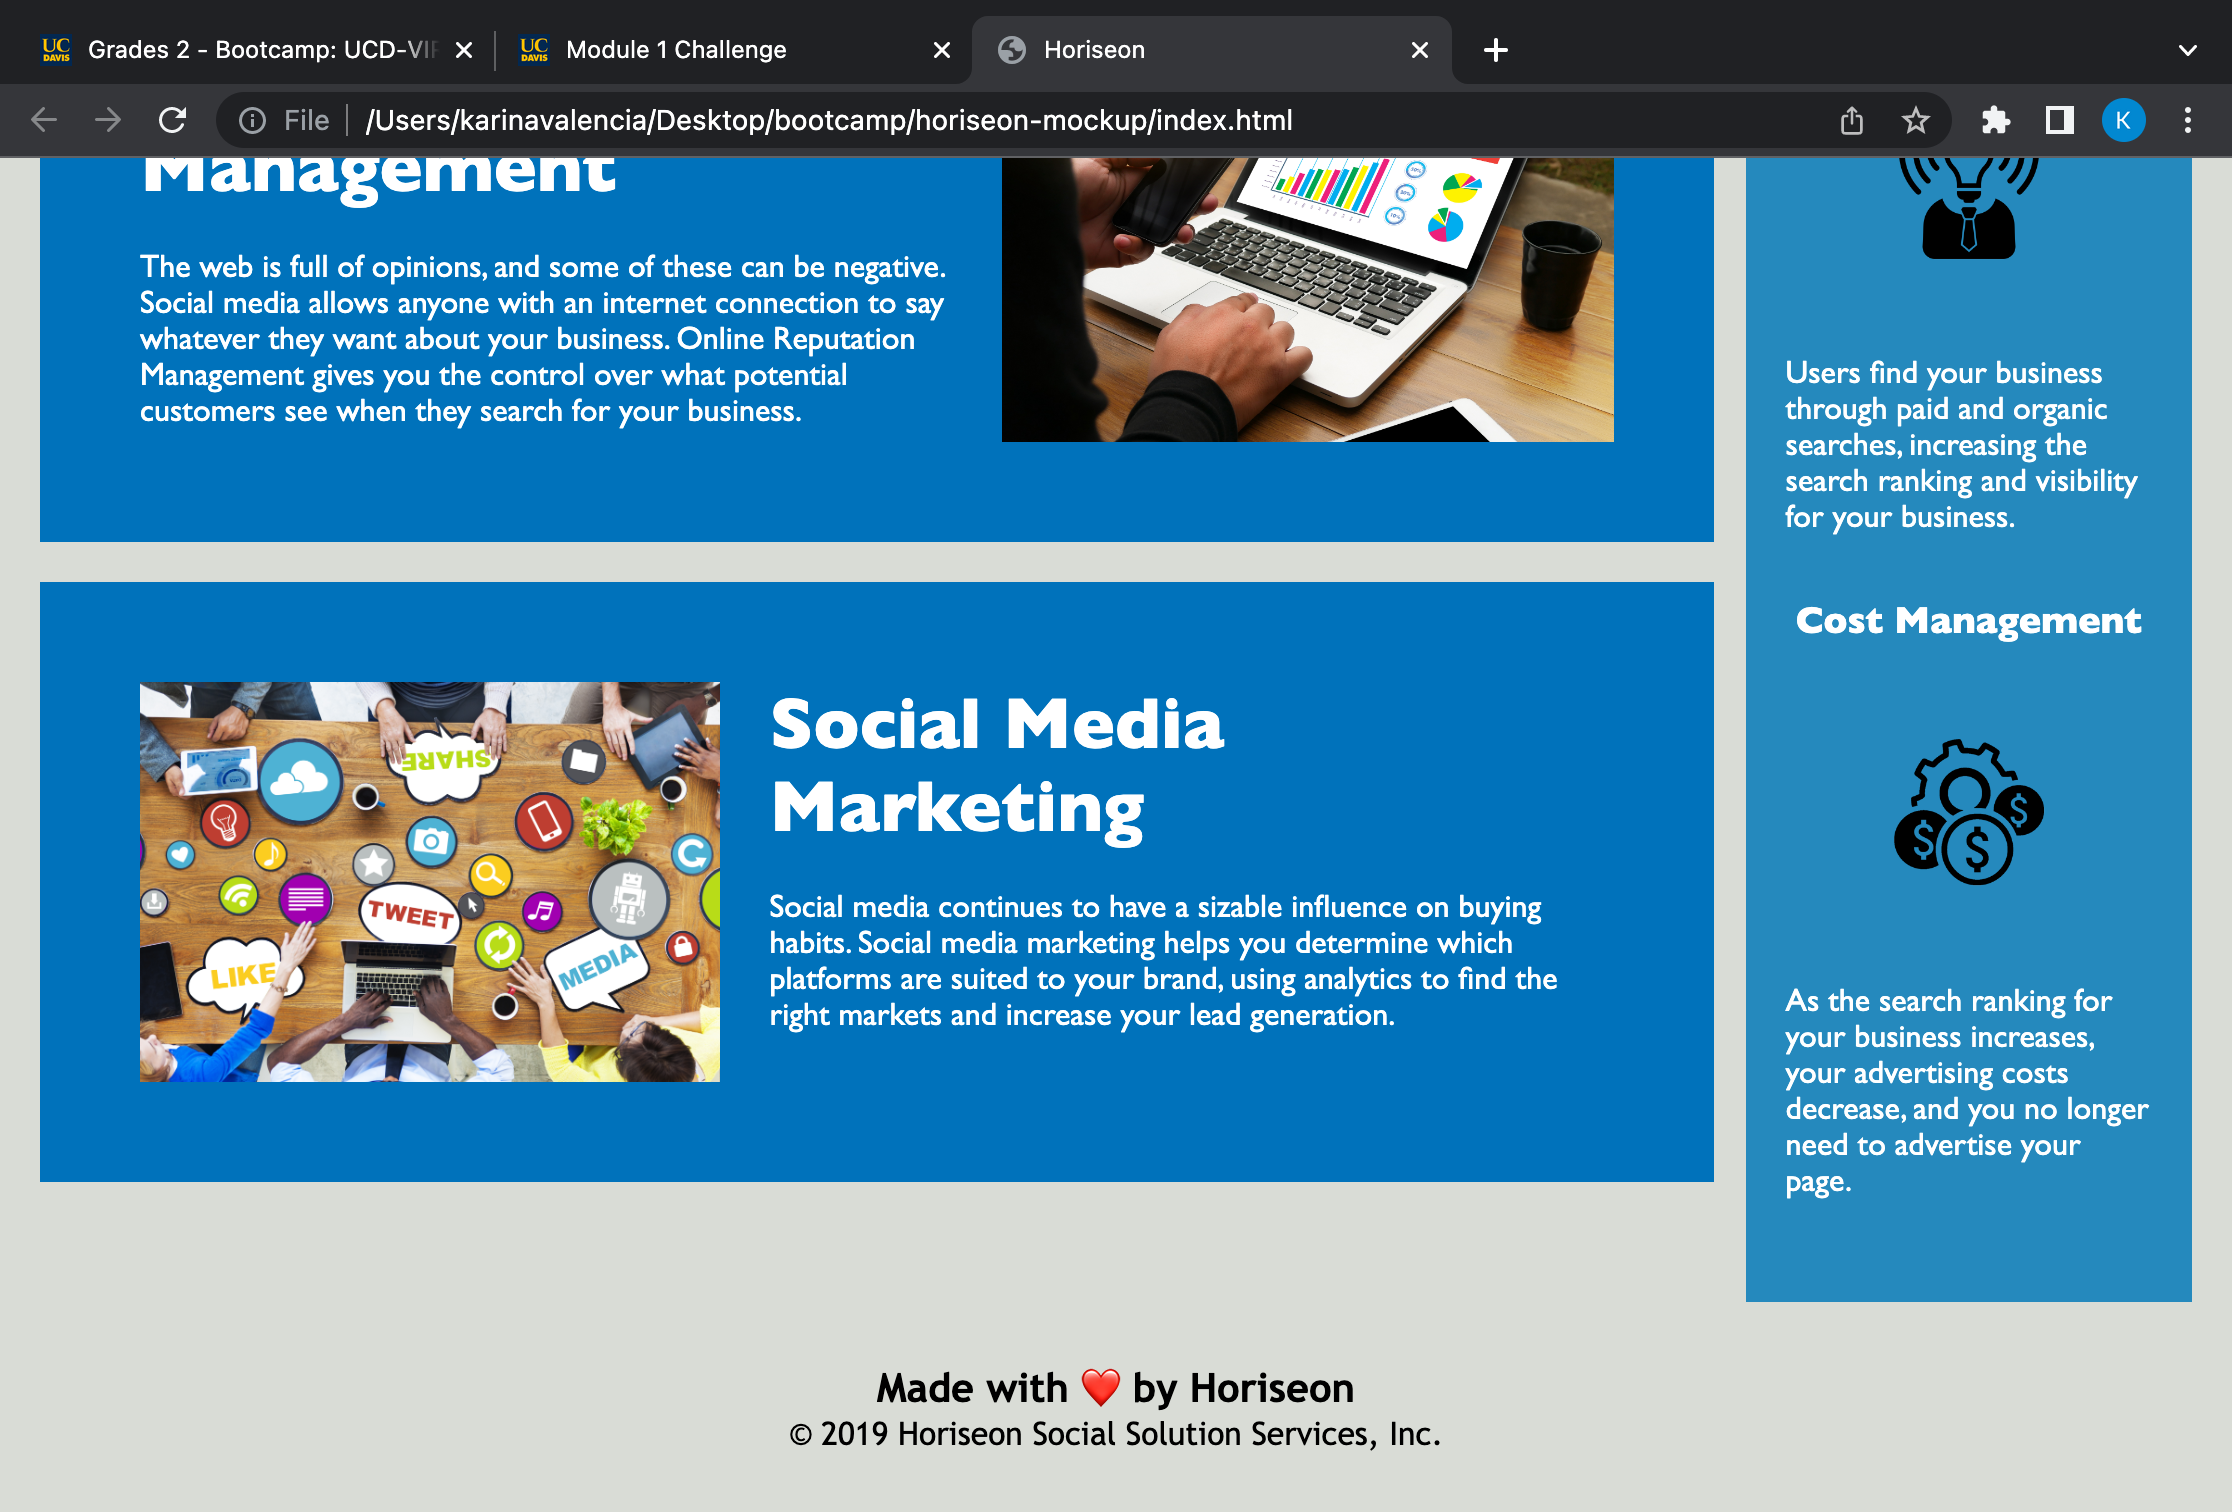 Grades 2 - Bootcamp: UCD-VIR
Module 1 Challenge
Horiseon
File
/Users/karinavalencia/Desktop/bootcamp/horiseon-mockup/index.html
K
Management
The web is full of opinions, and some of these can be negative.
Social media allows anyone with an internet connection to say
whatever they want about your business. Online Reputation
Management gives you the control over what potential
customers see when they search for your business.
Social Media
Marketing
Social media continues to have a sizable influence on buying
habits. Social media marketing helps you determine which
platforms are suited to your brand, using analytics to find the
right markets and increase your lead generation.
SHARE
TWEET
LIKE
MEDIA
Users find your business
through paid and organic
searches, increasing the
search ranking and visibility
for your business.
Cost Management
As the search ranking for
your business increases,
your advertising costs
decrease, and you no longer
need to advertise your
page.
Made with ❤️ by Horiseon
© 2019 Horiseon Social Solution Services, Inc.